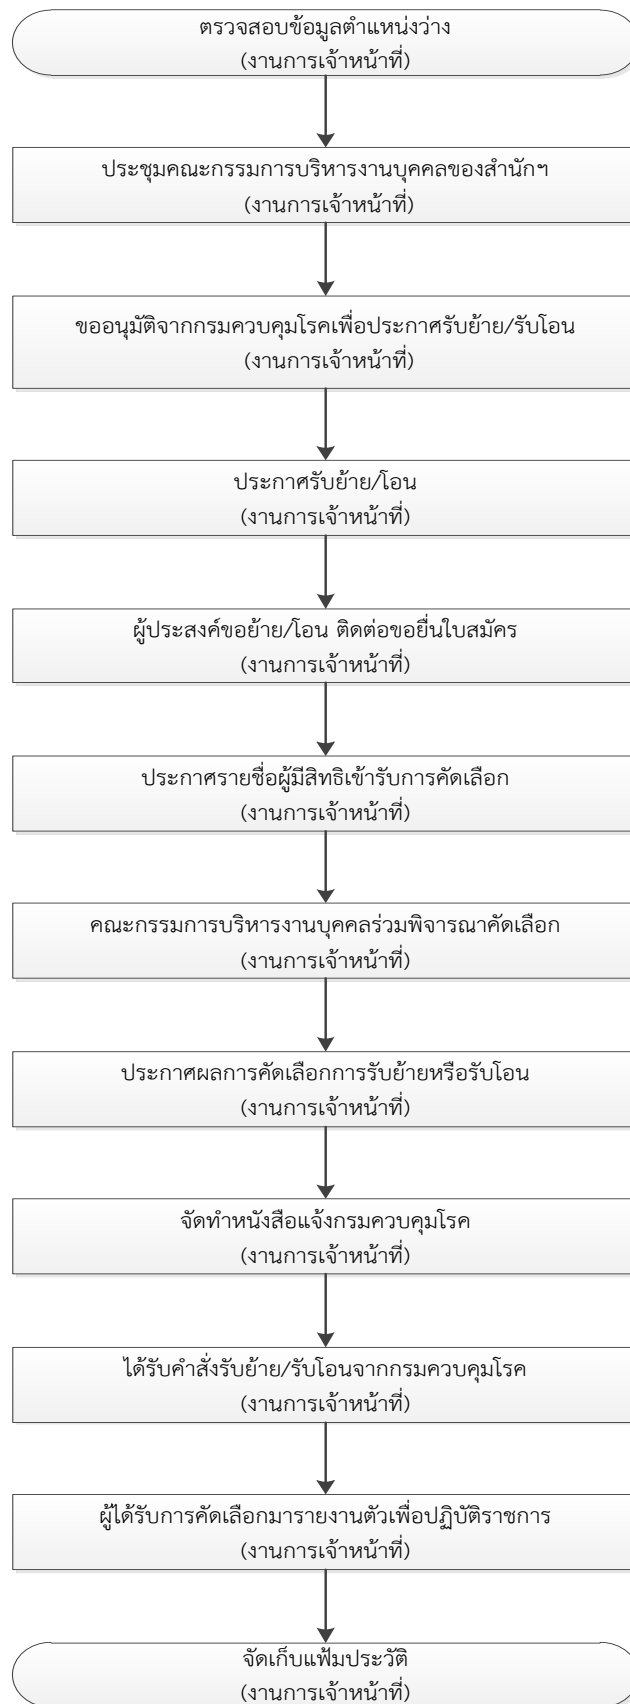 ตรวจสอบข้อมูลตำแหน่งว่าง
(งานการเจ้าหน้าที่)
ประชุมคณะกรรมการบริหารงานบุคคลของสำนักฯ
(งานการเจ้าหน้าที่)
ขออนุมัติจากกรมควบคุมโรคเพื่อประกาศรับย้าย/รับโอน
(งานการเจ้าหน้าที่)
ประกาศรับย้าย/โอน
(งานการเจ้าหน้าที่)
ผู้ประสงค์ขอย้าย/โอน ติดต่อขอยื่นใบสมัคร
(งานการเจ้าหน้าที่)
ประกาศรายชื่อผู้มีสิทธิเข้ารับการคัดเลือก
(งานการเจ้าหน้าที่)
คณะกรรมการบริหารงานบุคคลร่วมพิจารณาคัดเลือก
(งานการเจ้าหน้าที่)
ประกาศผลการคัดเลือกการรับย้ายหรือรับโอน
(งานการเจ้าหน้าที่)
จัดทำหนังสือแจ้งกรมควบคุมโรค
(งานการเจ้าหน้าที่)
ได้รับคำสั่งรับย้าย/รับโอนจากกรมควบคุมโรค
(งานการเจ้าหน้าที่)
ผู้ได้รับการคัดเลือกมารายงานตัวเพื่อปฏิบัติราชการ
(งานการเจ้าหน้าที่)
จัดเก็บแฟ้มประวัติ
(งานการเจ้าหน้าที่)